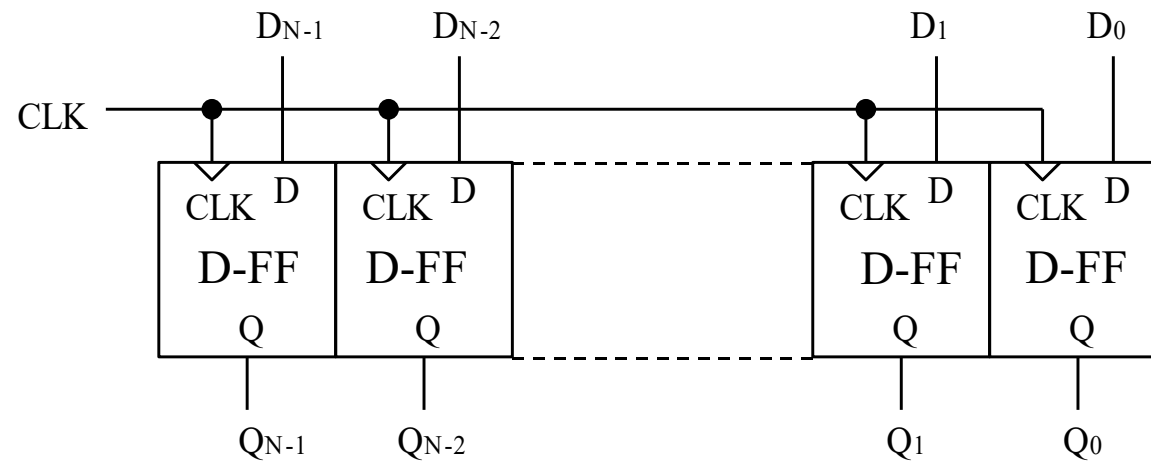 DN-1 DN-2 D1 D0
CLK
D D D D
CLK CLK CLK CLK
D-FF D-FF D-FF D-FF
Q Q Q Q
QN-1 QN-2 Q1 Q0